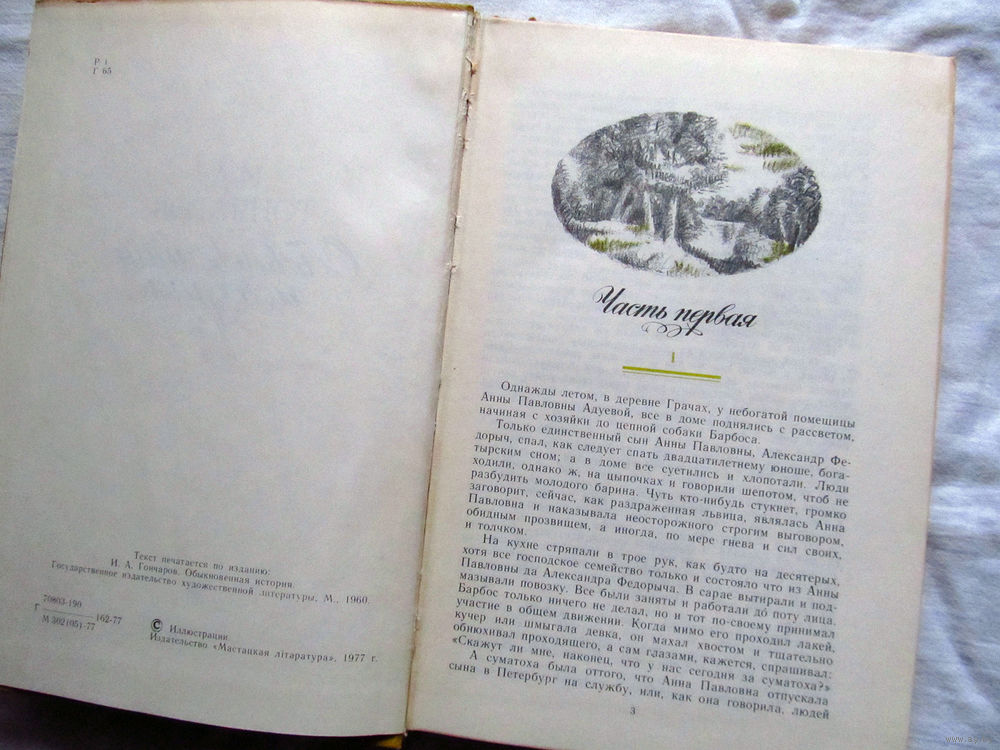 Р 1
Г 65
Текст печатается по изданию:
И. А. Гончаров. Обыкновенная история.
Государственное издательство художественной литературы, М., 1960.
70803-190
Г 162-77
М 302(05)-77
© Иллюстрации
Издательство «Мастацкая літаратура», 1977 г.
Часть первая
I
Однажды летом, в деревне Грачах, у небогатой помещицы
Анны Павловны Адуевой, все в доме поднялись с рассветом,
начиная с хозяйки до цепной собаки Барбоса.
Только единственный сын Анны Павловны, Александр Фе-
дорыч, спал, как следует спать двадцатилетнему юноше, бога-
тырским сном; а в доме все суетились и хлопотали. Люди
ходили, однако ж, на цыпочках и говорили шепотом, чтоб не
разбудить молодого барина. Чуть кто-нибудь стукнет, громко
заговорит, сейчас, как раздраженная львица, являлась Анна
Павловна и наказывала неосторожного строгим выговором,
обидным прозвищем, а иногда, по мере гнева и сил своих,
и толчком.
На кухне стряпали в трое рук, как будто на десятерых,
хотя все господское семейство только и состояло что из Анны
Павловны да Александра Федорыча. В сарае вытирали и под-
мазывали повозку. Все были заняты и работали до поту лица.
Барбос только ничего не делал, но и тот по-своему принимал
участие в общем движении. Когда мимо его проходил лакей,
кучер или шмыгала девка, он махал хвостом и тщательно
обнюхивал проходящего, а сам глазами, кажется, спрашивал:
«Скажут ли мне, наконец, что у нас сегодня за суматоха?»
А суматоха была оттого, что Анна Павловна отпускала
сына в Петербург на службу, или, как она говорила, людей
3